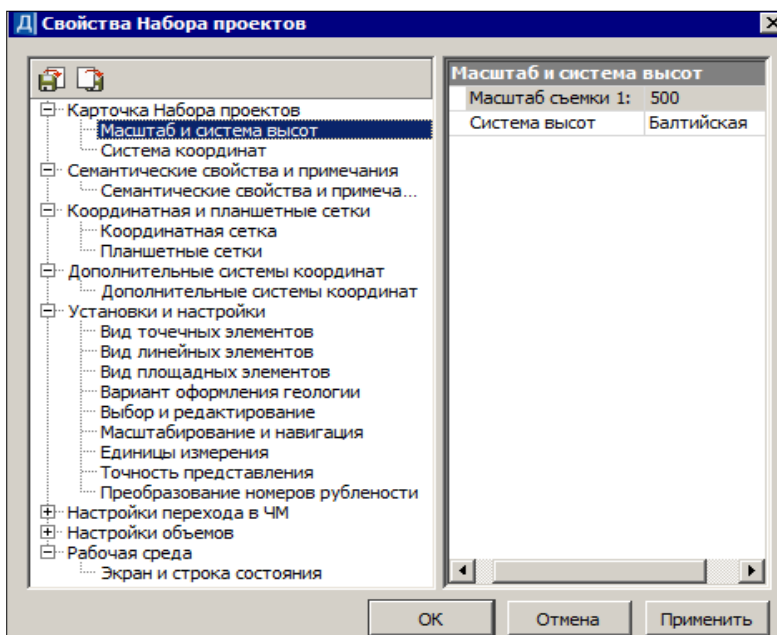 Д Свойства Набора проектов
Карточка Набора проектов
Масштаб и система высот
Система координат
Семантические свойства и примечания
Семантические свойства и примеча...
Координатная и планшетные сетки
Координатная сетка
Планшетные сетки
Дополнительные системы координат
Дополнительные системы координат
Установки и настройки
Вид точечных элементов
Вид линейных элементов
Вид площадных элементов
Вариант оформления геологии
Выбор и редактирование
Масштабирование и навигация
Единицы измерения
Точность представления
Преобразование номеров рублености
Настройки перехода в ЧМ
Настройки объемов
Рабочая среда
Экран и строка состояния
Масштаб и система высот
Масштаб съемки 1: 500
Система высот Балтийская
ОК Отмена Применить